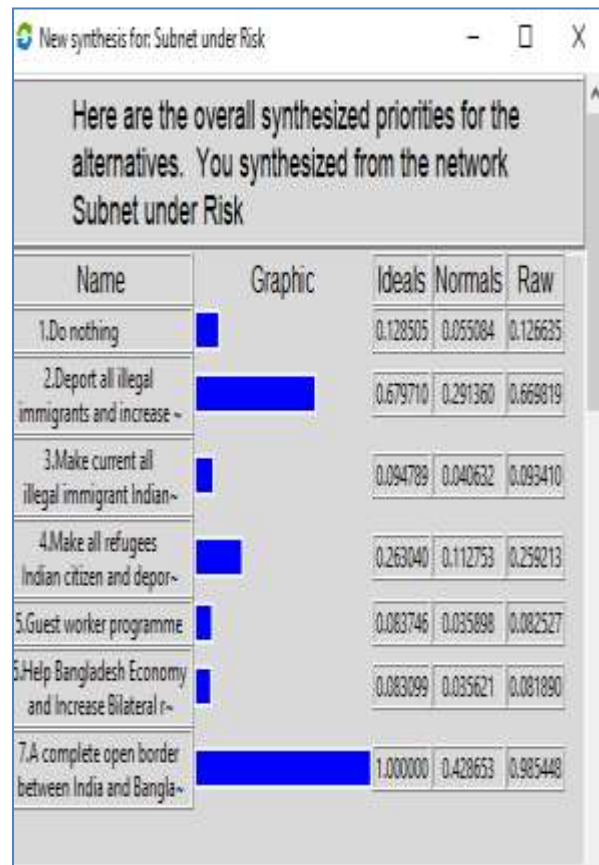 New synthesis for: Subnet under Risk
Here are the overall synthesized priorities for the
alternatives. You synthesized from the network
Subnet under Risk
Name Graphic Ideals Normals Raw
1.Do nothing 0.128505 0.055084 0.126635
2.Deport all illegal
immigrants and increase ~ 0.679710 0.291360 0.669819
3.Make current all
illegal immigrant Indian~ 0.094789 0.040632 0.093410
4.Make all refugees
Indian citizen and depor~ 0.263040 0.112753 0.259213
5.Guest worker programme 0.083746 0.035898 0.082527
6.Help Bangladesh Economy
and Increase Bilateral r~ 0.083099 0.035621 0.081890
7.A complete open border
between India and Bangla~ 1.000000 0.428653 0.985448